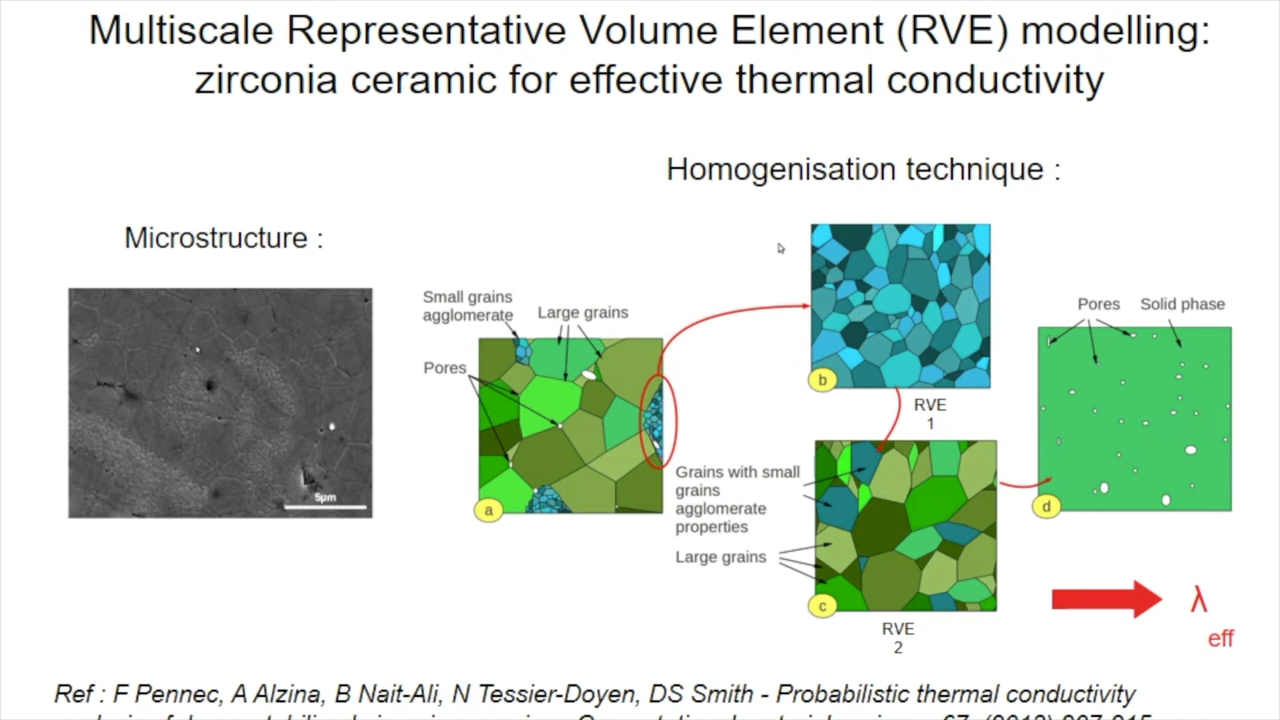 Multiscale Representative Volume Element (RVE) modelling:
zirconia ceramic for effective thermal conductivity
Homogenisation technique :
Microstructure :
5µm
Small grains
agglomerate
Large grains
Pores
a
b
RVE
1
Grains with small
grains
agglomerate
properties
Large grains
c
RVE
2
Pores
Solid phase
d
λ
eff
Ref : F Pennec, A Alzina, B Nait-Ali, N Tessier-Doyen, DS Smith - Probabilistic thermal conductivity